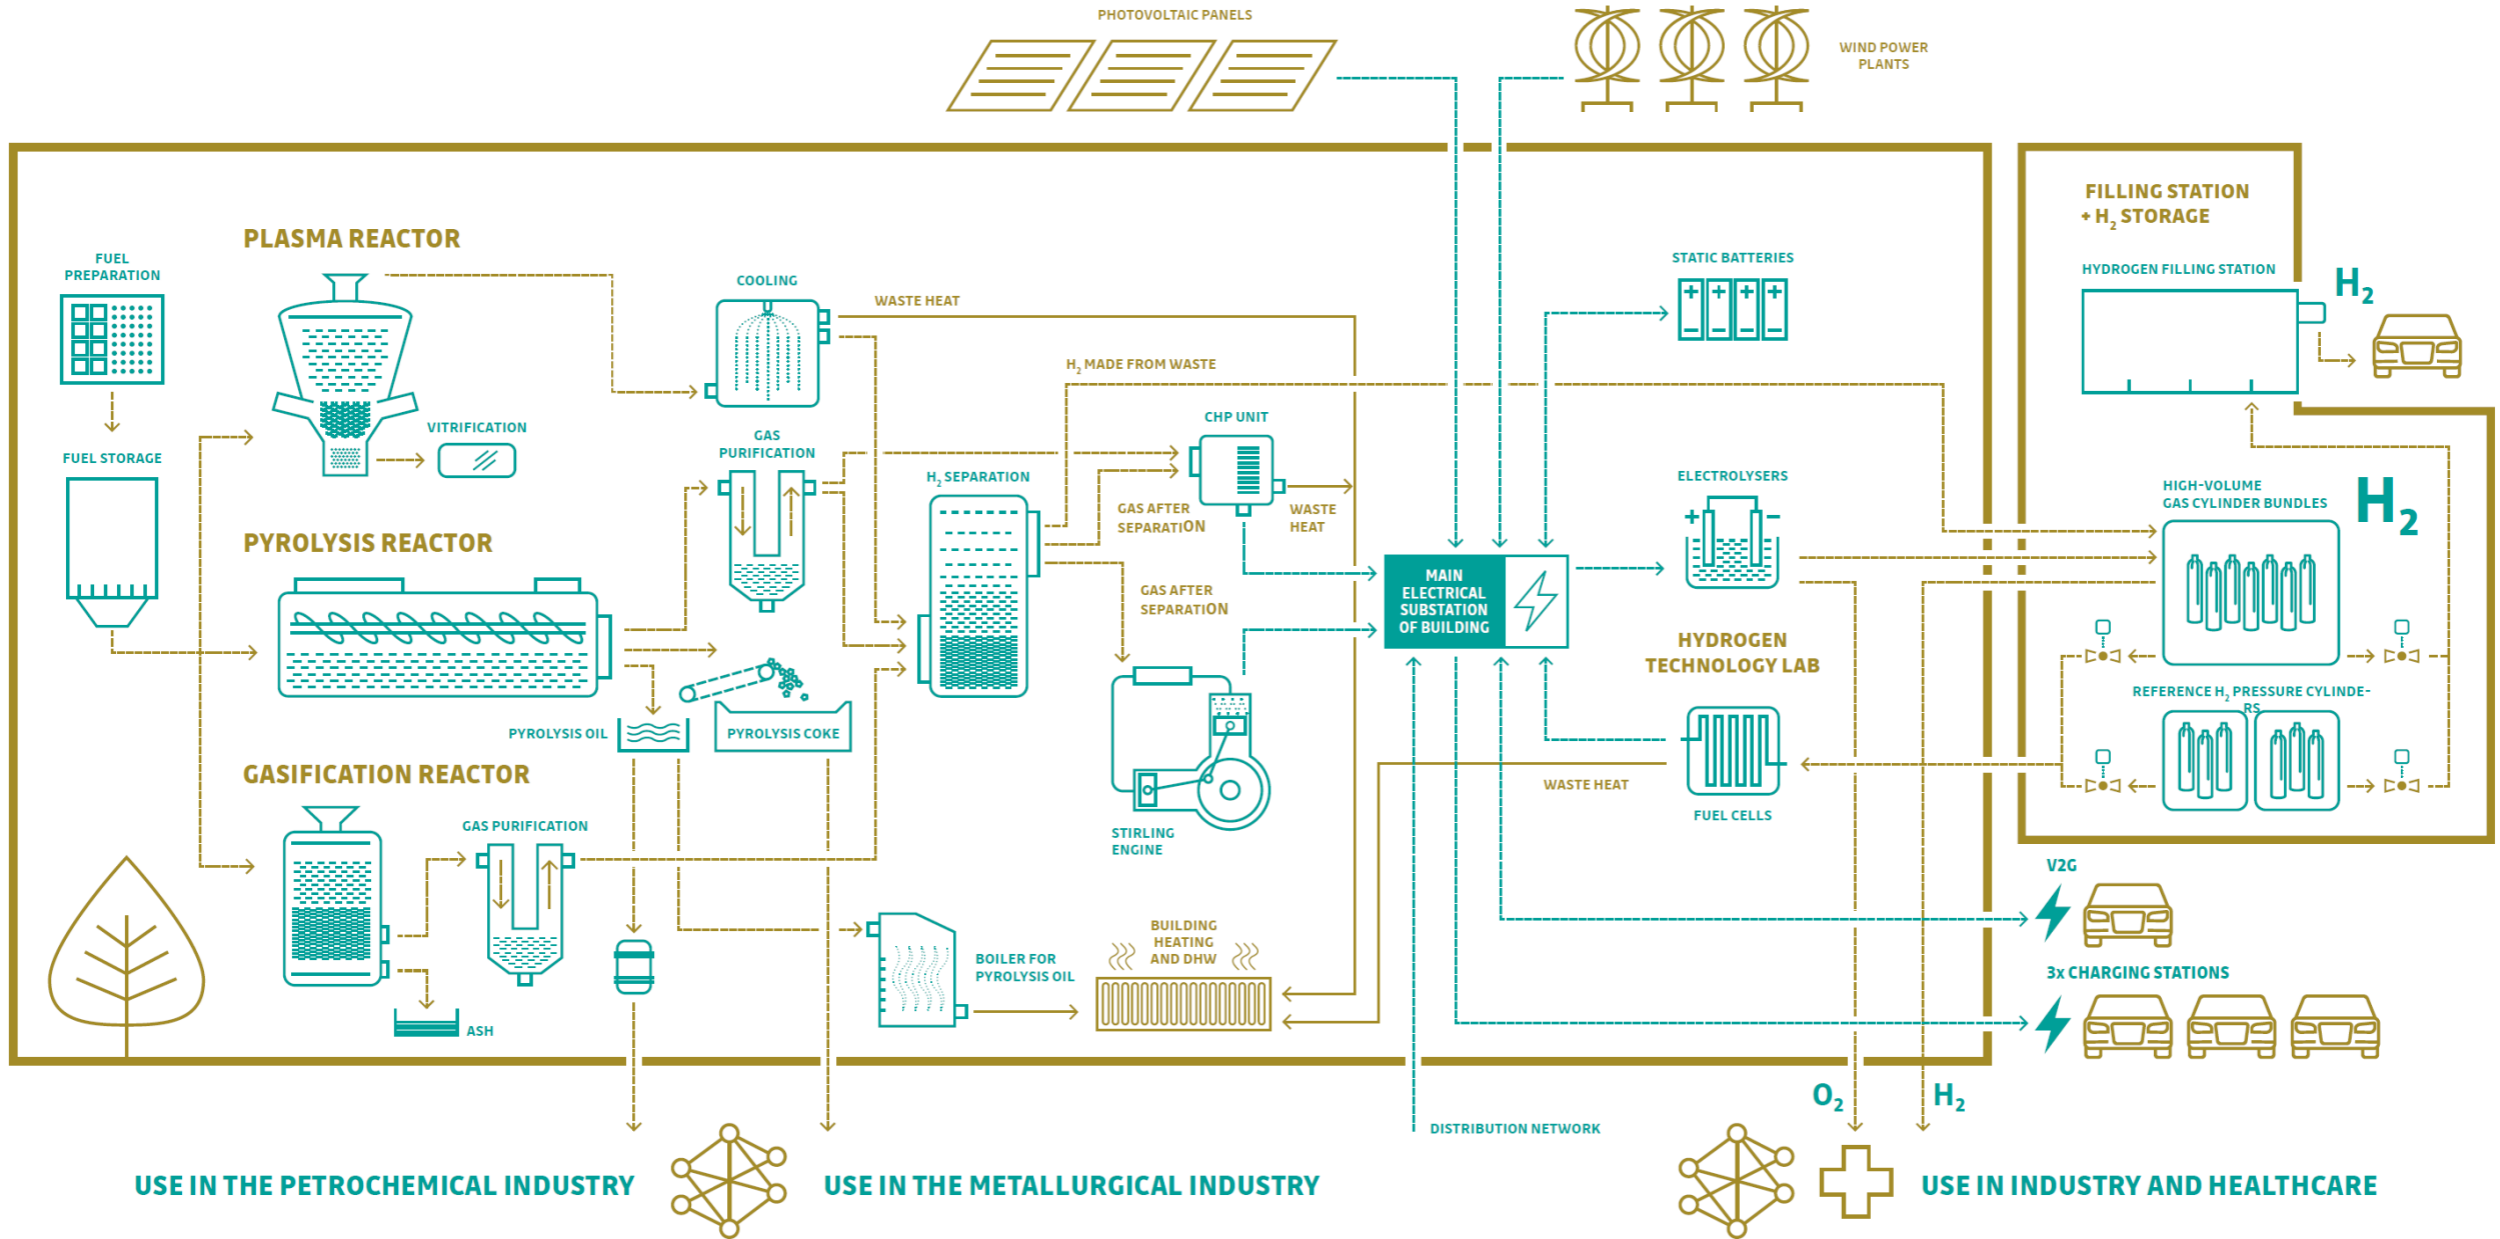 PHOTOVOLTAIC PANELS
WIND POWER
PLANTS
FILLING STATION
+ H₂ STORAGE
PLASMA REACTOR
FUEL
PREPARATION
COOLING
STATIC BATTERIES
HYDROGEN FILLING STATION
H₂
WASTE HEAT
H₂ MADE FROM WASTE
CHP UNIT
VITRIFICATION
GAS
PURIFICATION
FUEL STORAGE
H₂ SEPARATION
ELECTROLYSERS
HIGH-VOLUME
GAS CYLINDER BUNDLES
H₂
GAS AFTER
SEPARATION
WASTE
HEAT
PYROLYSIS REACTOR
MAIN
ELECTRICAL
SUBSTATION
OF BUILDING
GAS AFTER
SEPARATION
HYDROGEN
TECHNOLOGY LAB
REFERENCE H₂ PRESSURE CYLINDE-
RS
PYROLYSIS OIL
PYROLYSIS COKE
GASIFICATION REACTOR
WASTE HEAT
FUEL CELLS
GAS PURIFICATION
STIRLING
ENGINE
V2G
BUILDING
HEATING
AND DHW
BOILER FOR
PYROLYSIS OIL
3x CHARGING STATIONS
ASH
O₂
H₂
DISTRIBUTION NETWORK
USE IN THE PETROCHEMICAL INDUSTRY
USE IN THE METALLURGICAL INDUSTRY
USE IN INDUSTRY AND HEALTHCARE